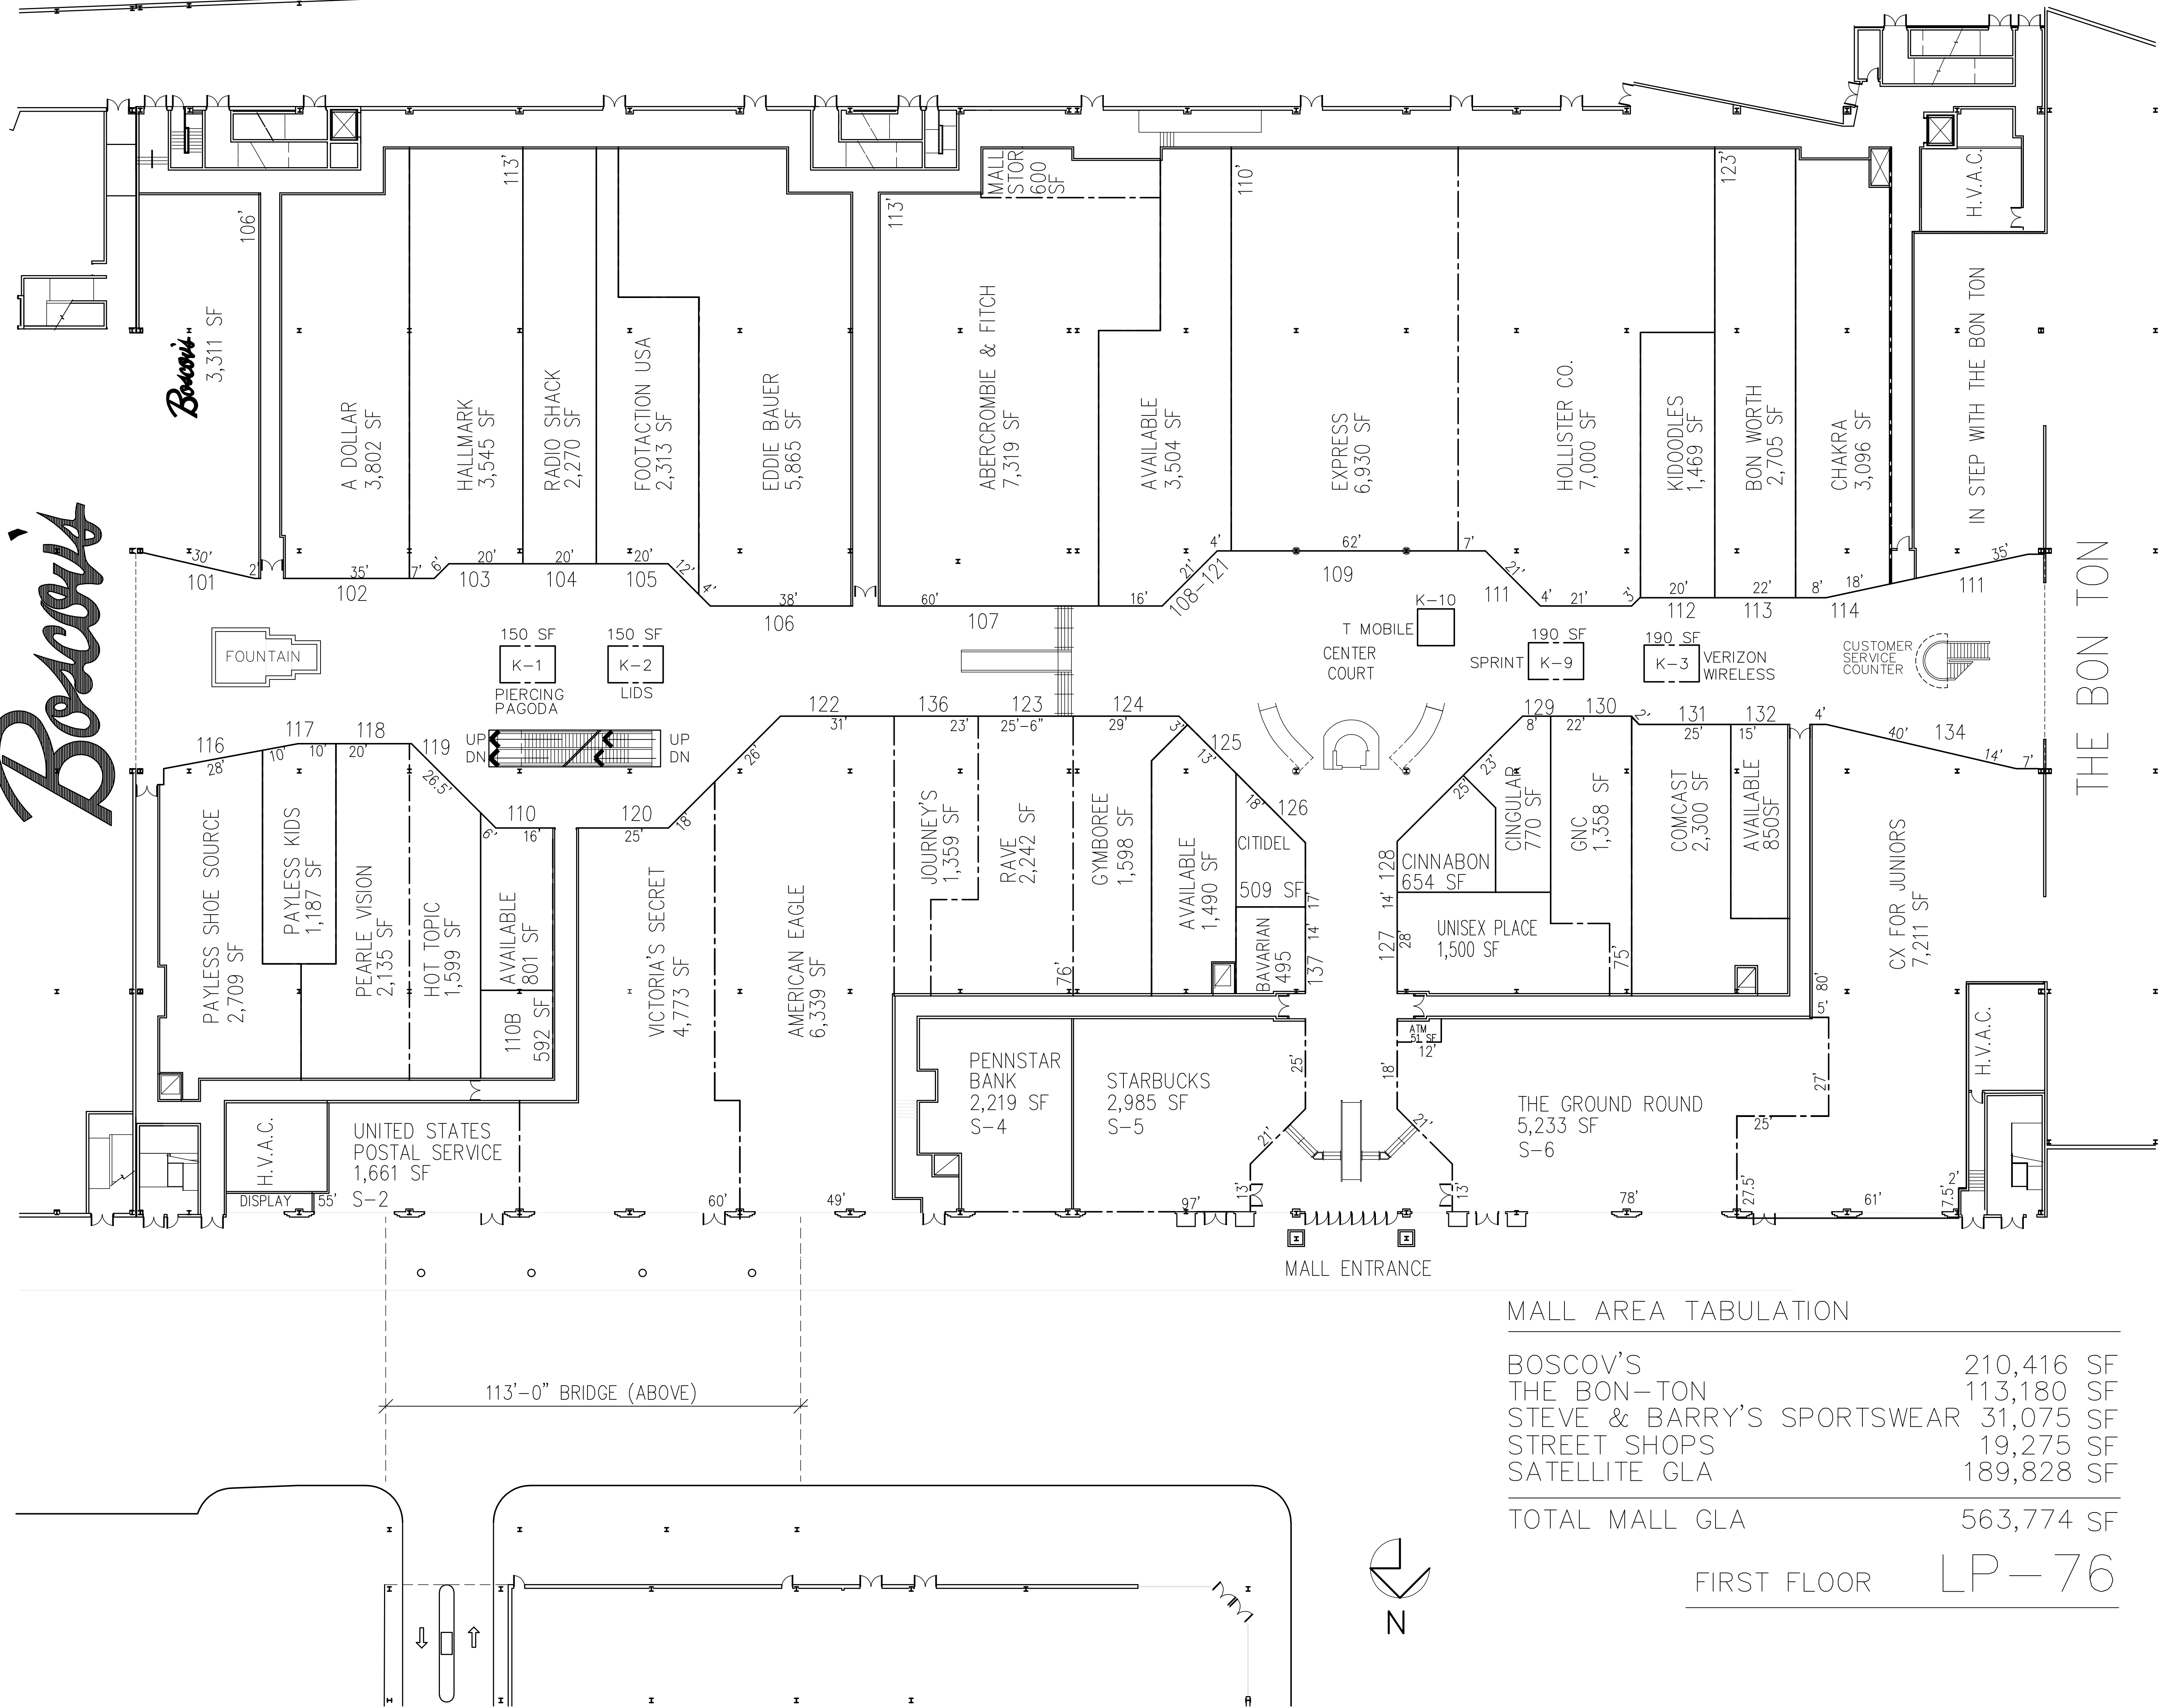 MALL
STOR
600
SF
H.V.A.C.
106'
113'
113'
110'
123'
Boscov's
3,311 SF
A DOLLAR
3,802 SF
HALLMARK
3,545 SF
RADIO SHACK
2,270 SF
FOOTACTION USA
2,313 SF
EDDIE BAUER
5,865 SF
ABERCROMBIE & FITCH
7,319 SF
AVAILABLE
3,504 SF
EXPRESS
6,930 SF
HOLLISTER CO.
7,000 SF
KIDOODLES
1,469 SF
BON WORTH
2,705 SF
CHAKRA
3,096 SF
IN STEP WITH THE BON TON
Boscov's
THE BON TON
30'
2'
35'
7'
6'
20'
20'
20'
12'
4'
38'
60'
16'
21'
4'
62'
7'
21'
4'
21'
3'
20'
22'
8'
18'
35'
101
102
103
104
105
106
107
108-121
109
111
112
113
114
111
FOUNTAIN
150 SF
K-1
PIERCING
PAGODA
150 SF
K-2
LIDS
K-10
T MOBILE
CENTER
COURT
190 SF
SPRINT
K-9
190 SF
K-3
VERIZON
WIRELESS
CUSTOMER
SERVICE
COUNTER
UP
DN
UP
DN
116
28'
117
10'
10'
118
20'
119
26.5'
110
6'
16'
120
25'
18'
26'
122
31'
136
23'
123
25'-6"
124
29'
3'
125
13'
18'
126
17'
14'
137
128
14'
127
28'
25'
23'
129
8'
130
22'
2'
131
25'
132
15'
4'
134
40'
14'
7'
PAYLESS SHOE SOURCE
2,709 SF
PAYLESS KIDS
1,187 SF
PEARLE VISION
2,135 SF
HOT TOPIC
1,599 SF
AVAILABLE
801 SF
110B
592 SF
VICTORIA'S SECRET
4,773 SF
AMERICAN EAGLE
6,339 SF
JOURNEY'S
1,359 SF
RAVE
2,242 SF
76'
GYMBOREE
1,598 SF
AVAILABLE
1,490 SF
CITIDEL
509 SF
BAVARIAN
495
CINNABON
654 SF
CINGULAR
770 SF
UNISEX PLACE
1,500 SF
GNC
1,358 SF
75'
COMCAST
2,300 SF
AVAILABLE
850SF
CX FOR JUNIORS
7,211 SF
80'
5'
27'
25'
27.5'
H.V.A.C.
2'
7.5'
61'
H.V.A.C.
DISPLAY
55'
UNITED STATES
POSTAL SERVICE
1,661 SF
S-2
60'
49'
PENNSTAR
BANK
2,219 SF
S-4
STARBUCKS
2,985 SF
S-5
97'
25'
21'
13'
ATM
51 SF
12'
18'
21'
13'
THE GROUND ROUND
5,233 SF
S-6
78'
MALL ENTRANCE
113'-0" BRIDGE (ABOVE)
MALL AREA TABULATION
BOSCOV'S 210,416 SF
THE BON-TON 113,180 SF
STEVE & BARRY'S SPORTSWEAR 31,075 SF
STREET SHOPS 19,275 SF
SATELLITE GLA 189,828 SF
TOTAL MALL GLA 563,774 SF
FIRST FLOOR LP-76
N